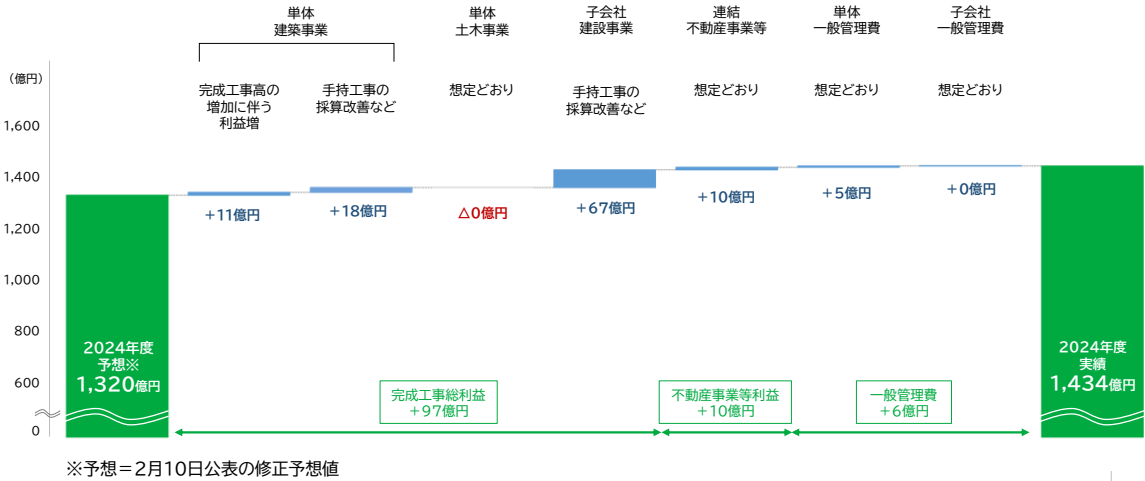 単体
建築事業
単体
土木事業
子会社
建設事業
連結
不動産事業等
単体
一般管理費
子会社
一般管理費
(億円)
完成工事高の
増加に伴う
利益増
手持工事の
採算改善など
想定どおり
手持工事の
採算改善など
想定どおり
想定どおり
想定どおり
1,600
1,400
1,200
1,000
800
600
0
+11億円
+18億円
△0億円
+67億円
+10億円
+5億円
+0億円
2024年度
予想※
1,320億円
2024年度
実績
1,434億円
完成工事総利益
+97億円
不動産事業等利益
+10億円
一般管理費
+6億円
※予想=2月10日公表の修正予想値